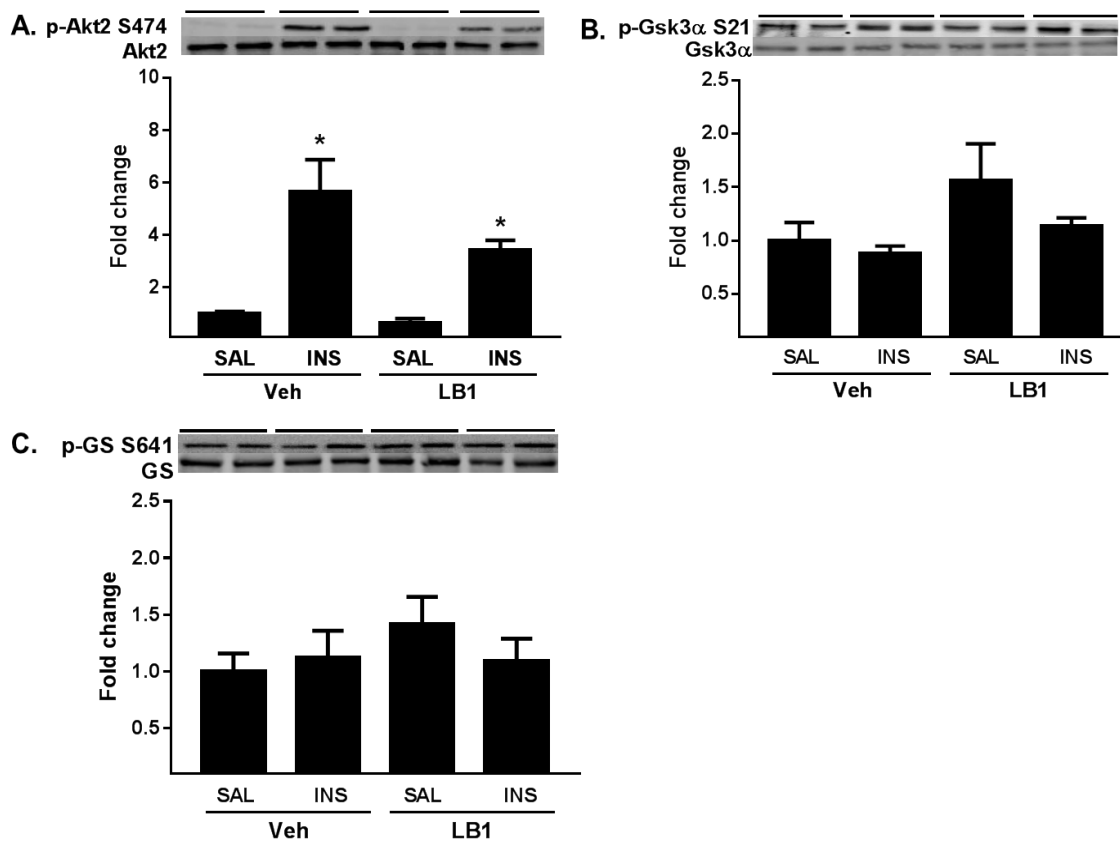 A.
p-Akt2 S474
Akt2
10
8
6
4
2
Fold change
*
*
SAL INS SAL INS
Veh LB1
B.
p-Gsk3α S21
Gsk3α
2.5
2.0
1.5
1.0
0.5
Fold change
SAL INS SAL INS
Veh LB1
C.
p-GS S641
GS
2.5
2.0
1.5
1.0
0.5
Fold change
SAL INS SAL INS
Veh LB1